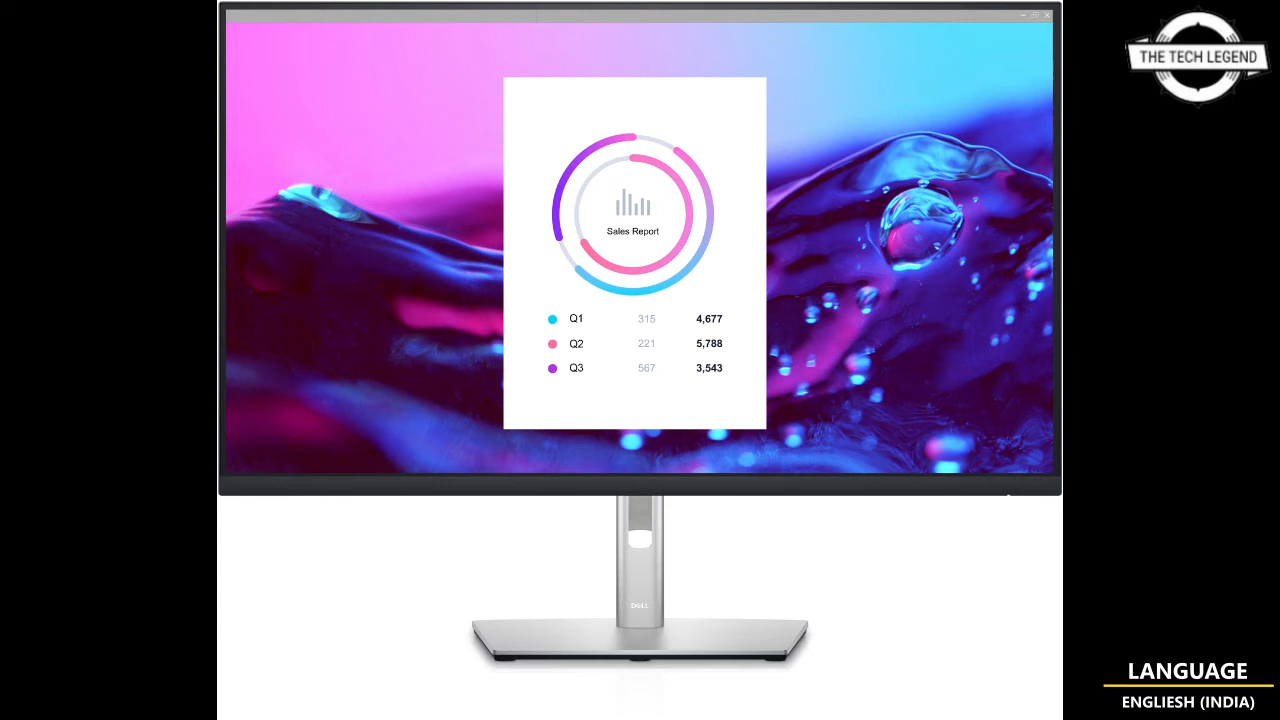 THE TECH LEGEND
Sales Report
Q1 315 4,677
Q2 221 5,788
Q3 567 3,543
DELL
LANGUAGE
ENGLIESH (INDIA)